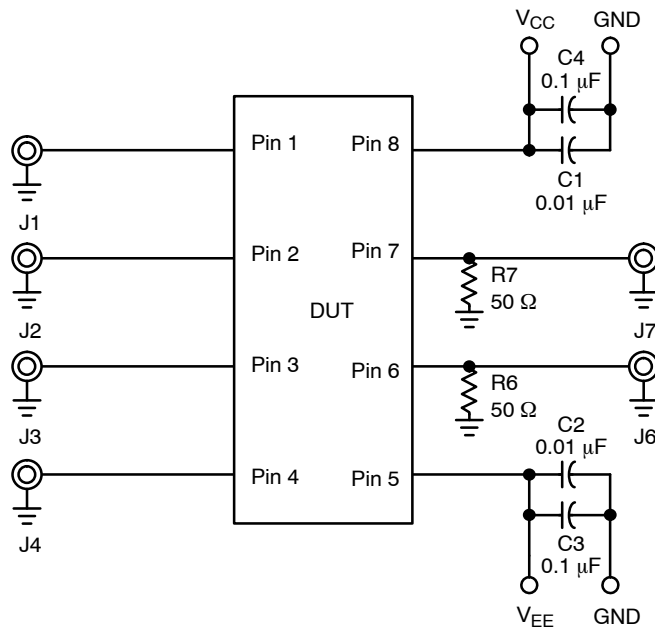 V_CC GND
C4
0.1 μF
Pin 1 Pin 8
C1
0.01 μF
J1
Pin 2 Pin 7
R7
50 Ω
J2 DUT J7
Pin 3 Pin 6
R6
50 Ω
J3 J6
C2
0.01 μF
Pin 4 Pin 5
C3
0.1 μF
J4
V_EE GND